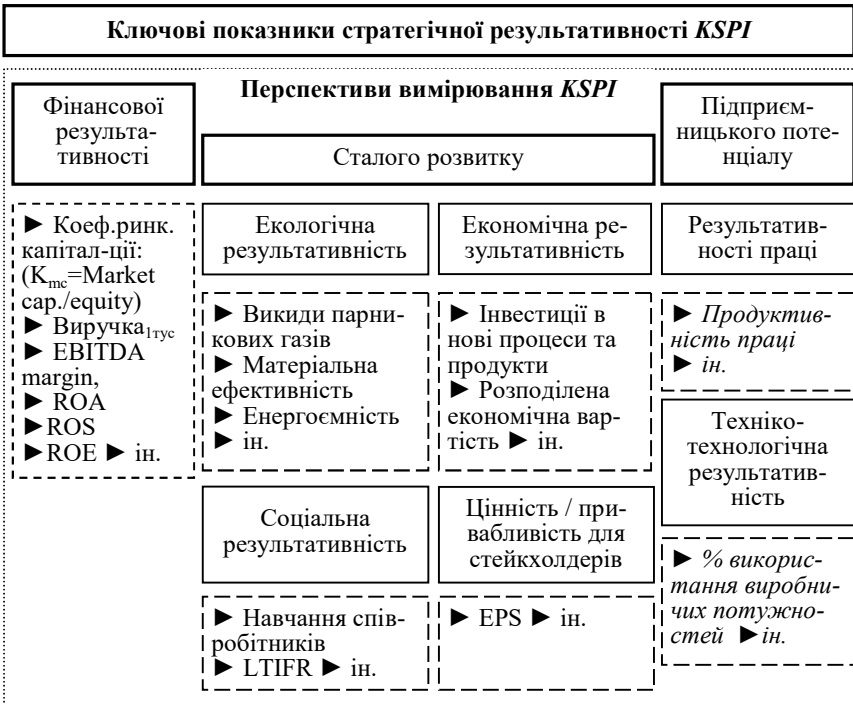 Ключові показники стратегічної результативності KSPI
Перспективи вимірювання KSPI
Фінансової
результа-
тивності
Сталого розвитку
Підприєм-
ницького поте-
нціалу
► Коеф.ринк.
капітал-ції:
(Kmc=Market
cap./equity)
► Виручка1тус
► EBITDA
margin,
► ROA
►ROS
►ROE ► ін.
Екологічна
результативність
► Викиди парни-
кових газів
► Матеріальна
ефективність
► Енергоємність
► ін.
Економічна ре-
зультативність
► Інвестиції в
нові процеси та
продукти
► Розподілена
економічна вар-
тість ► ін.
Соціальна
результативність
► Навчання спів-
робітників
► LTIFR ► ін.
Цінність / при-
вабливість для
стейкхолдерів
► EPS ► ін.
Результатив-
ності праці
► Продуктив-
ність праці
► ін.
Техніко-
технологічна
результатив-
ність
► % викорис-
тання виробни-
чих потужно-
стей ►ін.